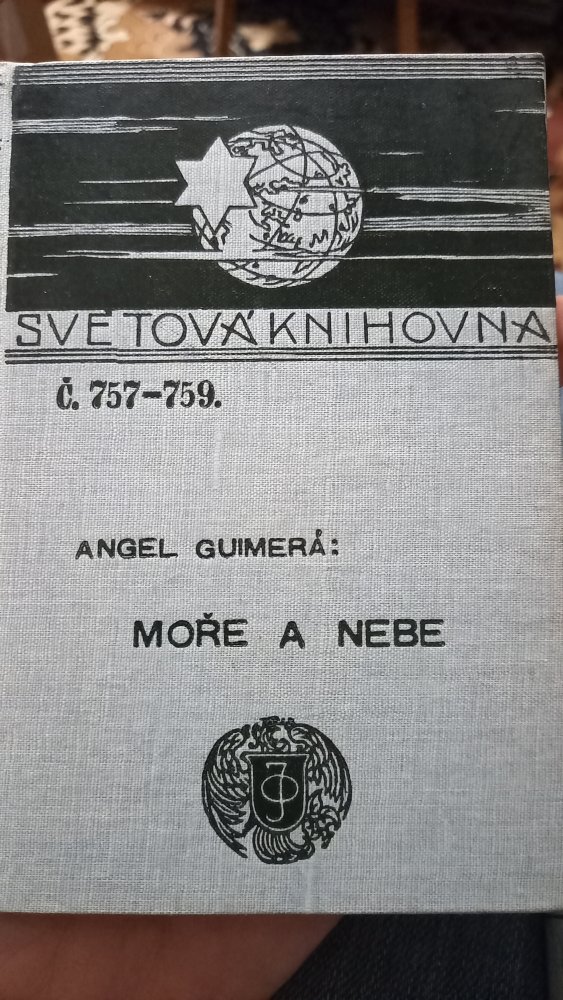 SVĚTOVÁ KNIHOVNA
Č. 757–759.
ANGEL GUIMERÁ:
MOŘE A NEBE